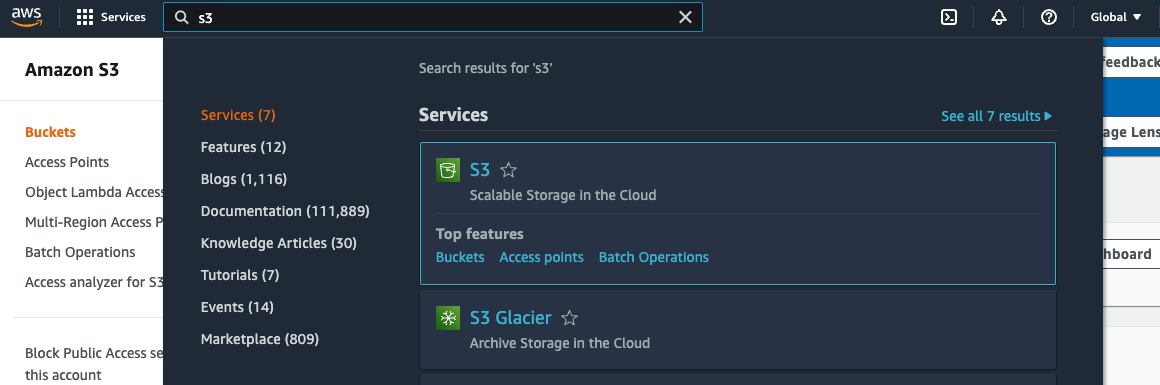 aws
Services
s3
Global
Amazon S3
Buckets
Access Points
Object Lambda Access
Multi-Region Access P
Batch Operations
Access analyzer for S3
Block Public Access se
this account
Search results for 's3'
Services (7)
Features (12)
Blogs (1,116)
Documentation (111,889)
Knowledge Articles (30)
Tutorials (7)
Events (14)
Marketplace (809)
Services
See all 7 results
S3
Scalable Storage in the Cloud
Top features
Buckets Access points Batch Operations
S3 Glacier
Archive Storage in the Cloud
feedback
age Lens
hboard